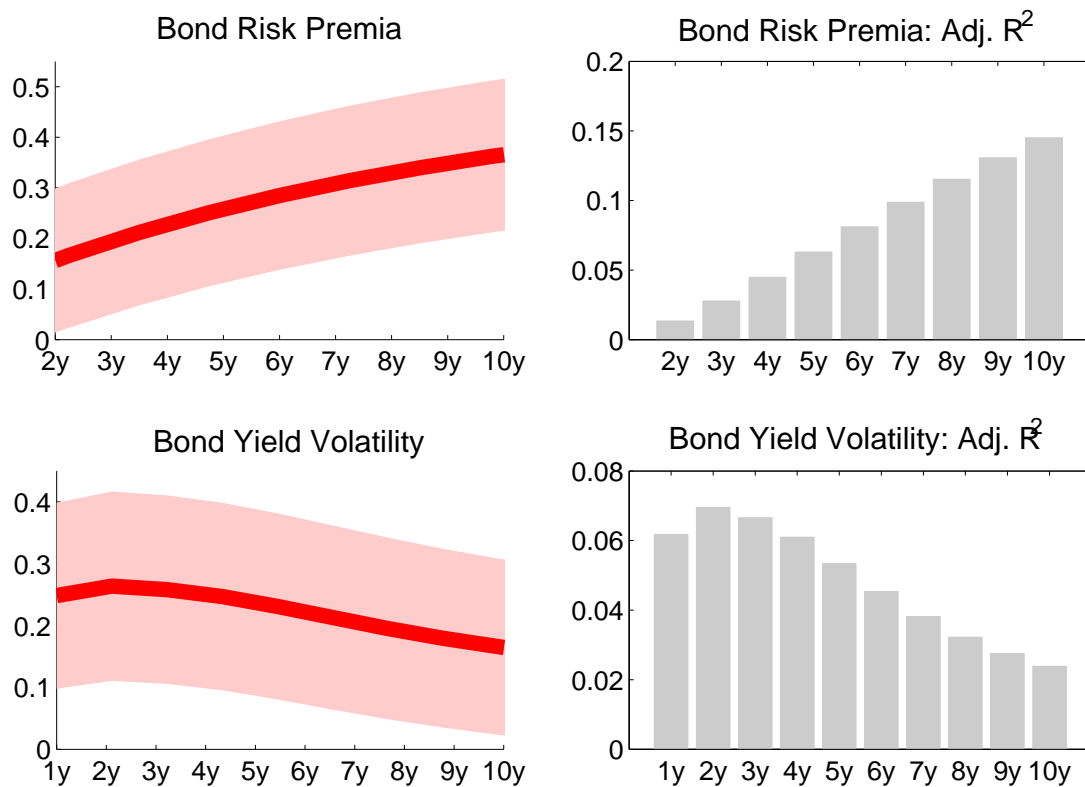 Bond Risk Premia
0.5
0.4
0.3
0.2
0.1
0
2y 3y 4y 5y 6y 7y 8y 9y 10y
Bond Risk Premia: Adj. R²
0.2
0.15
0.1
0.05
0
2y 3y 4y 5y 6y 7y 8y 9y 10y
Bond Yield Volatility
0.4
0.3
0.2
0.1
0
1y 2y 3y 4y 5y 6y 7y 8y 9y 10y
Bond Yield Volatility: Adj. R²
0.08
0.06
0.04
0.02
0
1y 2y 3y 4y 5y 6y 7y 8y 9y 10y